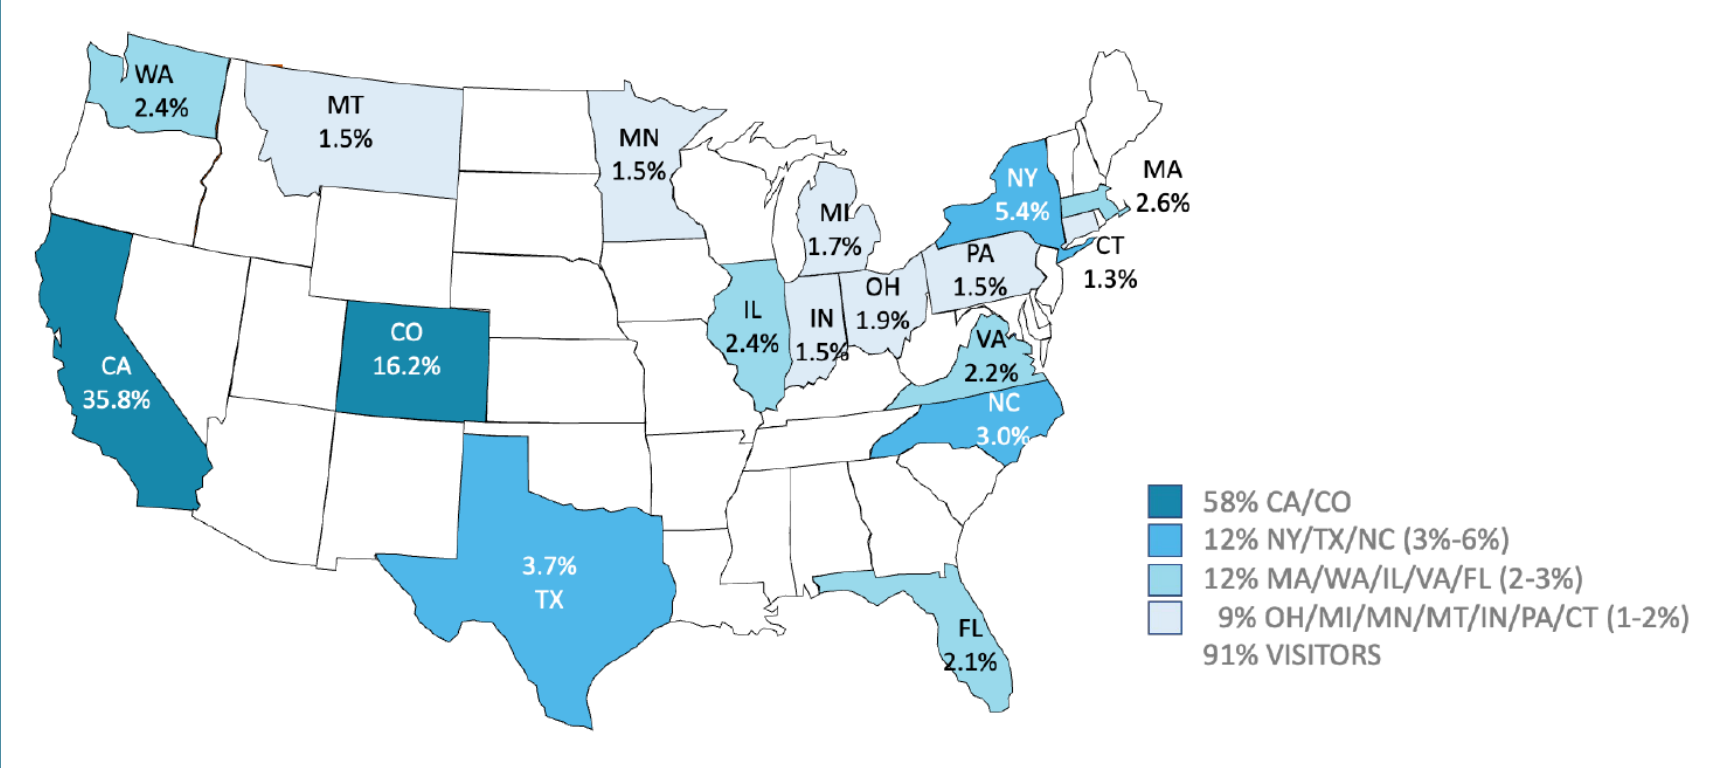 WA
2.4%
MT
1.5%
MN
1.5%
MI
1.7%
NY
5.4%
MA
2.6%
CT
1.3%
PA
1.5%
OH
1.9%
IN
1.5%
IL
2.4%
VA
2.2%
NC
3.0%
CO
16.2%
CA
35.8%
3.7%
TX
FL
2.1%
58% CA/CO
12% NY/TX/NC (3%-6%)
12% MA/WA/IL/VA/FL (2-3%)
9% OH/MI/MN/MT/IN/PA/CT (1-2%)
91% VISITORS